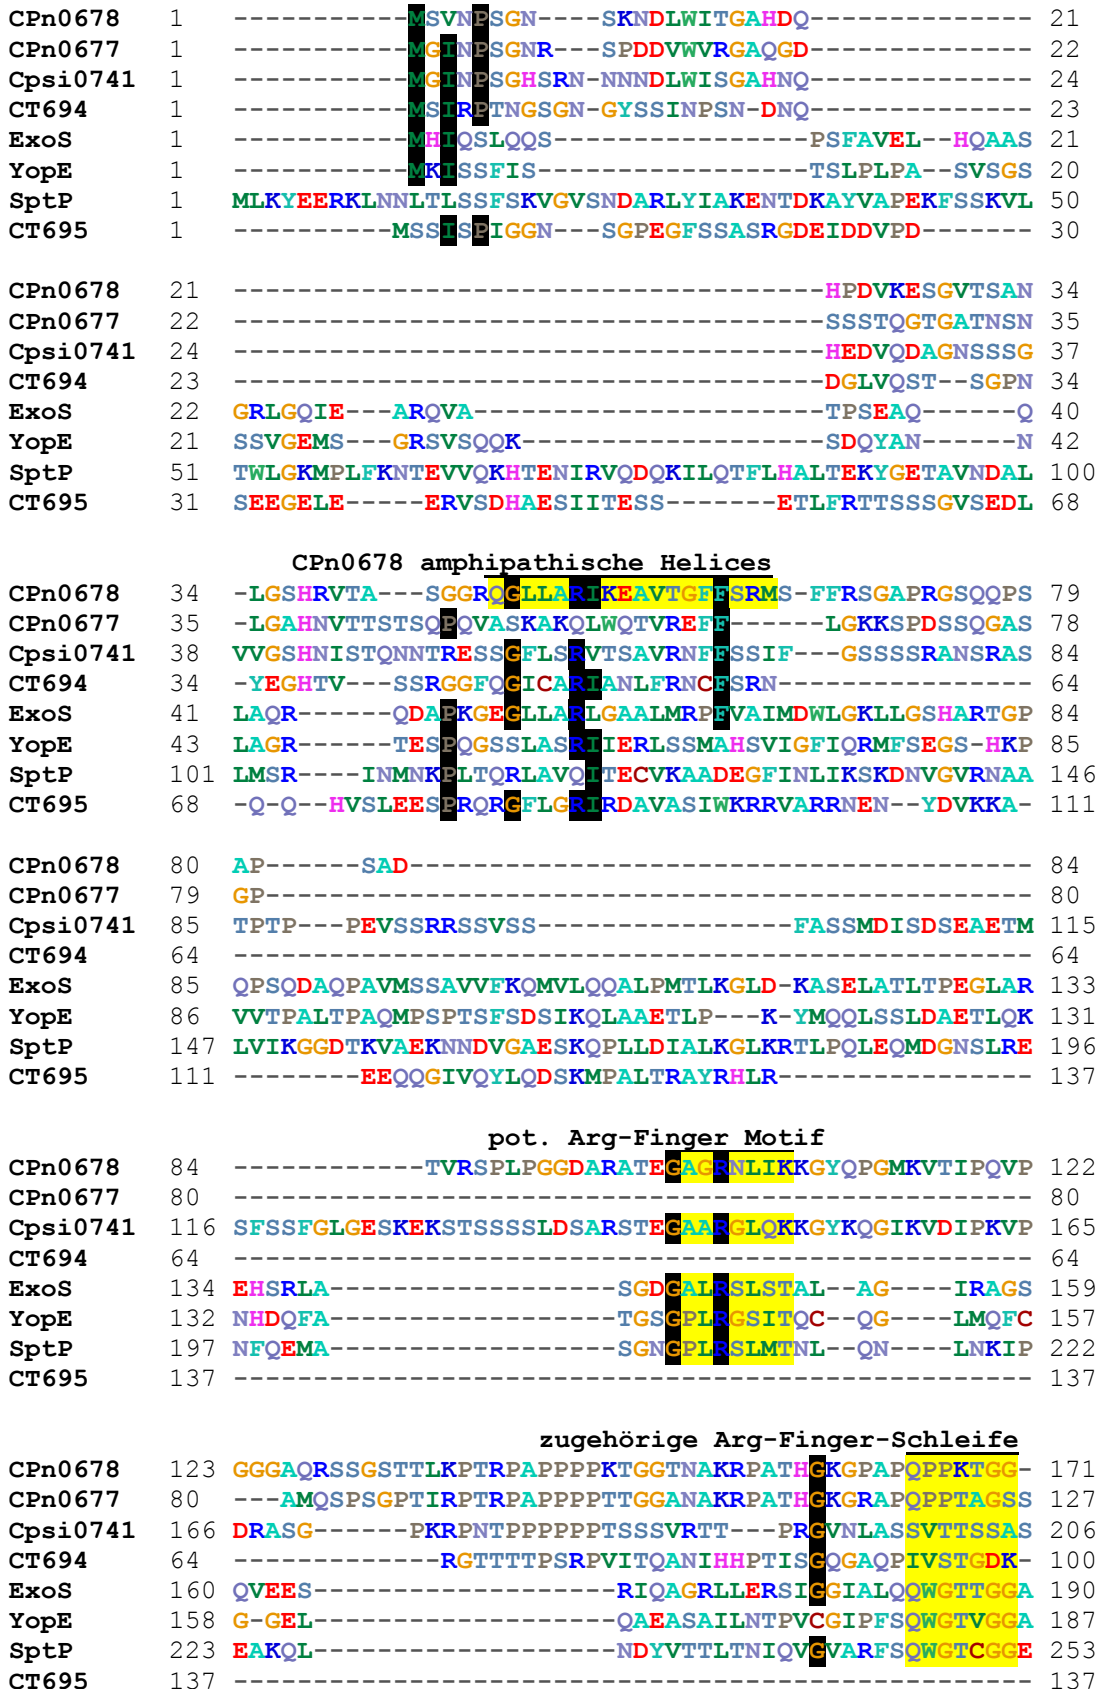 CPn0678 1 -----------MSVNPSGN----SKNDLWITGAHDQ-------------- 21
CPn0677 1 -----------MGINPSGNR---SPDDVWVRGAQGD-------------- 22
Cpsi0741 1 -----------MGINPSGHSRN-NNNDLWISGAHNQ-------------- 24
CT694 1 -----------MSIRPTNGSGN-GYSSINPSN-DNQ-------------- 23
ExoS 1 -----------MHIQSLQQS----------------PSFAVEL--HQAAS 21
YopE 1 -----------MKISSFIS-----------------TSLPLPA--SVSGS 20
SptP 1 MLKYEERKLNNLTLSSFSKVGVSNDARLYIAKENTDKAYVAPEKFSSKVL 50
CT695 1 ----------MSSISPIGGN---SGPEGFSSASRGDEIDDVPD------- 30
CPn0678 21 -------------------------------------HPDVKESGVTSAN 34
CPn0677 22 -------------------------------------SSSTQGTGATNSN 35
Cpsi0741 24 -------------------------------------HEDVQDAGNSSSG 37
CT694 23 -------------------------------------DGLVQST--SGPN 34
ExoS 22 GRLGQIE---ARQVA----------------------TPSEAQ------Q 40
YopE 21 SSVGEMS---GRSVSQQK-------------------SDQYAN------N 42
SptP 51 TWLGKMPLFKNTEVVQKHTENIRVQDQKILQTFLHALTEKYGETAVNDAL 100
CT695 31 SEEGELE-----ERVSDHAESIITESS-------ETLFRTTSSSGVSEDL 68
CPn0678 amphipathische Helices
CPn0678 34 -LGSHRVTA---SGGRQGLLARIKEAVTGFFSRMS-FFRSGAPRGSQQPS 79
CPn0677 35 -LGAHNVTTSTSQPQVASKAKQLWQTVREFF------LGKKSPDSSQGAS 78
Cpsi0741 38 VVGSHNISTQNNTRESSGFLSRVTSAVRNFFSSIF---GSSSSRANSRAS 84
CT694 34 -YEGHTV---SSRGGFQGICARIANLFRNCFSRN---------------- 64
ExoS 41 LAQR------QDAPKGEGLLARLGAALMRPFVAIMDWLGKLLGSHARTGP 84
YopE 43 LAGR------TESPQGSSLASRIIERLSSMAHSVIGFIQRMFSEGS-HKP 85
SptP 101 LMSR----INMNKPLTQRLAVQITECVKAADEGFINLIKSKDNVGVRNAA 146
CT695 68 -Q-Q--HVSLEESPRQRGFLGRIRDAVASIWKRRVARRNEN--YDVKKA- 111
CPn0678 80 AP------SAD--------------------------------------- 84
CPn0677 79 GP------------------------------------------------ 80
Cpsi0741 85 TPTP---PEVSSRRSSVSS----------------FASSMDISDSEAETM 115
CT694 64 -------------------------------------------------- 64
ExoS 85 QPSQDAQPAVMSSAVVFKQMVLQQALPMTLKGLD-KASELATLTPEGLAR 133
YopE 86 VVTPALTPAQMPSPTSFSDSIKQLAAETLP---K-YMQQLSSLDAETLQK 131
SptP 147 LVIKGGDTKVAEKNNDVGAESKQPLLDIALKGLKRTLPQLEQMDGNSLRE 196
CT695 111 --------EEQQGIVQYLQDSKMPALTRAYRHLR---------------- 137
pot. Arg-Finger Motif
CPn0678 84 ------------TVRSPLPGGDARATEGAGRNLIKKGYQPGMKVTIPQVP 122
CPn0677 80 -------------------------------------------------- 80
Cpsi0741 116 SFSSFGLGESKEKSTSSSSLDSARSTEGAARGLQKKGYKQGIKVDIPKVP 165
CT694 64 -------------------------------------------------- 64
ExoS 134 EHSRLA------------------SGDGALRSLSTAL--AG----IRAGS 159
YopE 132 NHDQFA------------------TGSGPLRGSITQC--QG----LMQFC 157
SptP 197 NFQEMA------------------SGNGPLRSLMTNL--QN----LNKIP 222
CT695 137 -------------------------------------------------- 137
zugehörige Arg-Finger-Schleife
CPn0678 123 GGGAQRSSGSTTLKPTRPAPPPPKTGGTNAKRPATHGKGPAPQPPKTGG- 171
CPn0677 80 ---AMQSPSGPTIRPTRPAPPPPTTGGANAKRPATHGKGRAPQPPTAGSS 127
Cpsi0741 166 DRASG------PKRPNTPPPPPPTSSSVRTT---PRGVNLASSVTTSSAS 206
CT694 64 -------------RGTTTTPSRPVITQANIHHPTISGQGAQPIVSTGDK- 100
ExoS 160 QVEES-------------------RIQAGRLLERSIGGIALQQWGTTGGA 190
YopE 158 G-GEL-------------------QAEASAILNTPVCGIPFSQWGTVGGA 187
SptP 223 EAKQL-------------------NDYVTTLTNIQVGVARFSQWGTCGGE 253
CT695 137 -------------------------------------------------- 137